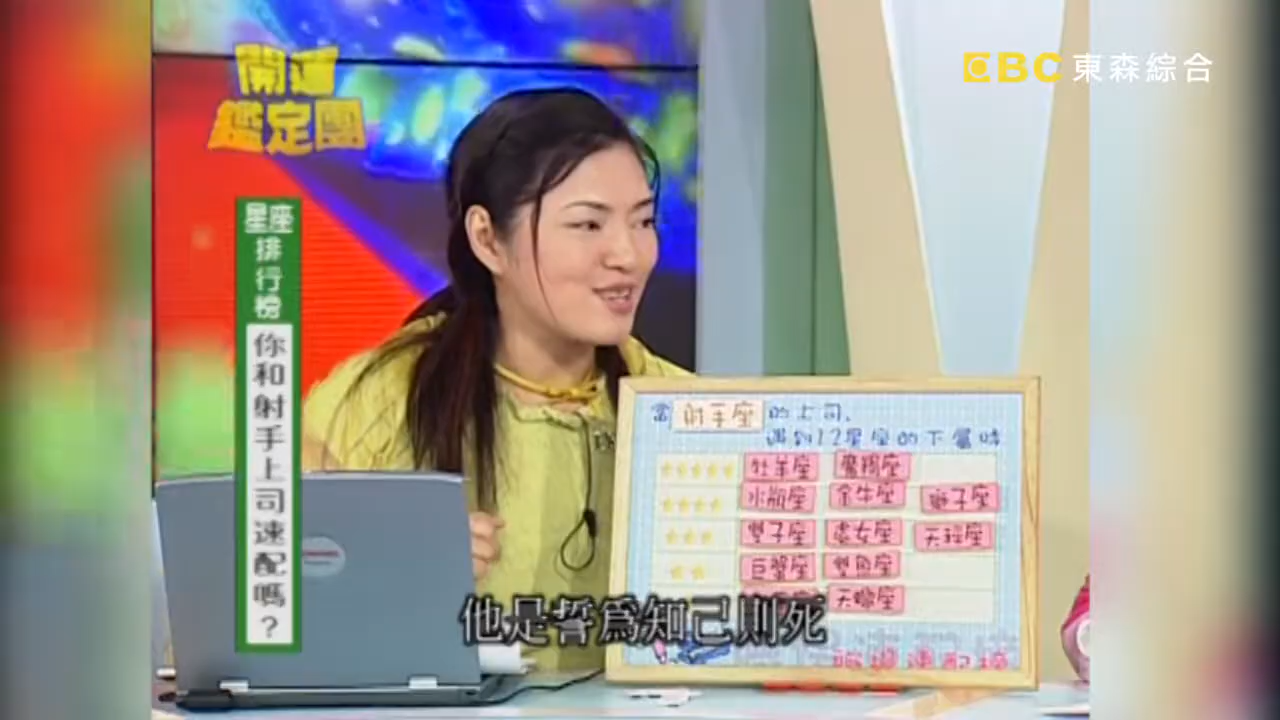 開運
鑑定團
EBC 東森綜合
星座
排行榜
你和射手上司速配嗎？
當射手座的上司,
遇到12星座的下屬時
牡羊座 魔羯座
水瓶座 金牛座 獅子座
雙子座 處女座 天秤座
巨蟹座 雙魚座
天蠍座
他是誓為知己則死